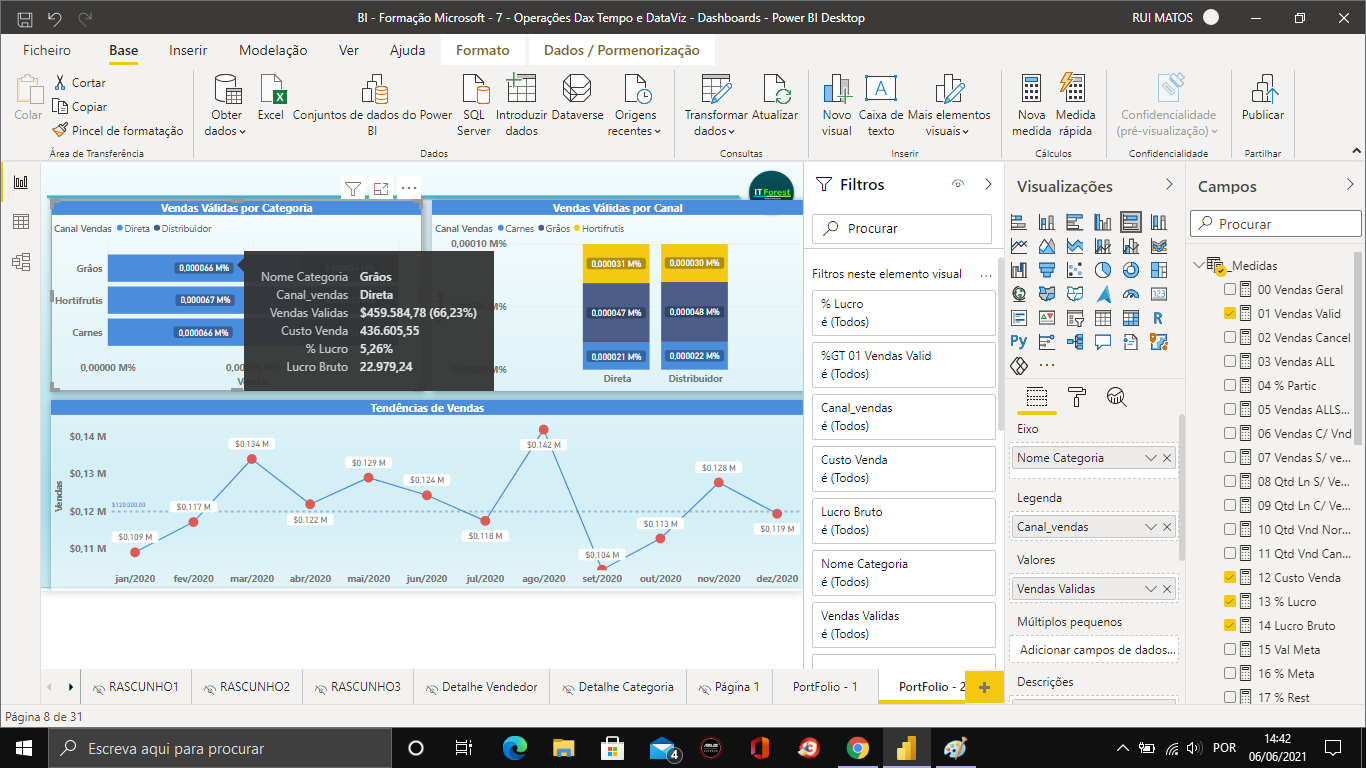 BI - Formação Microsoft - 7 - Operações Dax Tempo e DataViz - Dashboards - Power BI Desktop
RUI MATOS
Ficheiro
Base
Inserir
Modelação
Ver
Ajuda
Formato
Dados / Pormenorização
Colar
Cortar
Copiar
Pincel de formatação
Área de Transferência
Obter
dados
Excel
Conjuntos de dados do Power
BI
SQL
Server
Introduzir
dados
Dataverse
Origens
recentes
Dados
Transformar
dados
Atualizar
Consultas
Novo
visual
Caixa de
texto
Mais elementos
visuais
Inserir
Nova
medida
Medida
rápida
Cálculos
Confidencialidade
(pré-visualização)
Confidencialidade
Publicar
Partilhar
IT Forest
Vendas Válidas por Categoria
Canal Vendas Direta Distribuidor
Grãos
0,000066 M%
Hortifrutis
0,000067 M%
Carnes
0,000066 M%
0,00000 M%
Nome Categoria Grãos
Canal_vendas Direta
Vendas Validas $459.584,78 (66,23%)
Custo Venda 436.605,55
% Lucro 5,26%
Lucro Bruto 22.979,24
Vendas Válidas por Canal
Canal Vendas Carnes Grãos Hortifrutis
0,00010 M%
0,000031 M%
0,000030 M%
0,000047 M%
0,000048 M%
0,000021 M%
0,000022 M%
0,00000 M%
Direta
Distribuidor
Tendências de Vendas
Vendas
$0,14 M
$0,13 M
$0,12 M
$0,11 M
$120.000,00
$0,109 M
$0,117 M
$0,134 M
$0,122 M
$0,129 M
$0,124 M
$0,118 M
$0,142 M
$0,104 M
$0,113 M
$0,128 M
$0,119 M
jan/2020
fev/2020
mar/2020
abr/2020
mai/2020
jun/2020
jul/2020
ago/2020
set/2020
out/2020
nov/2020
dez/2020
Filtros
Procurar
Filtros neste elemento visual ...
% Lucro
é (Todos)
%GT 01 Vendas Valid
é (Todos)
Canal_vendas
é (Todos)
Custo Venda
é (Todos)
Lucro Bruto
é (Todos)
Nome Categoria
é (Todos)
Vendas Validas
é (Todos)
Visualizações
R
Py
...
Eixo
Nome Categoria
Legenda
Canal_vendas
Valores
Vendas Validas
Múltiplos pequenos
Adicionar campos de dados...
Descrições
Campos
Procurar
Medidas
00 Vendas Geral
01 Vendas Valid
02 Vendas Cancel
03 Vendas ALL
04 % Partic
05 Vendas ALLS...
06 Vendas C/ Vnd
07 Vendas S/ ve...
08 Qtd Ln S/ Ve...
09 Qtd Ln C/ Ve...
10 Qtd Vnd Nor...
11 Qtd Vnd Can...
12 Custo Venda
13 % Lucro
14 Lucro Bruto
15 Val Meta
16 % Meta
17 % Rest
RASCUNHO1
RASCUNHO2
RASCUNHO3
Detalhe Vendedor
Detalhe Categoria
Página 1
PortFolio - 1
PortFolio - 2
Página 8 de 31
Escreva aqui para procurar
4
POR
14:42
06/06/2021